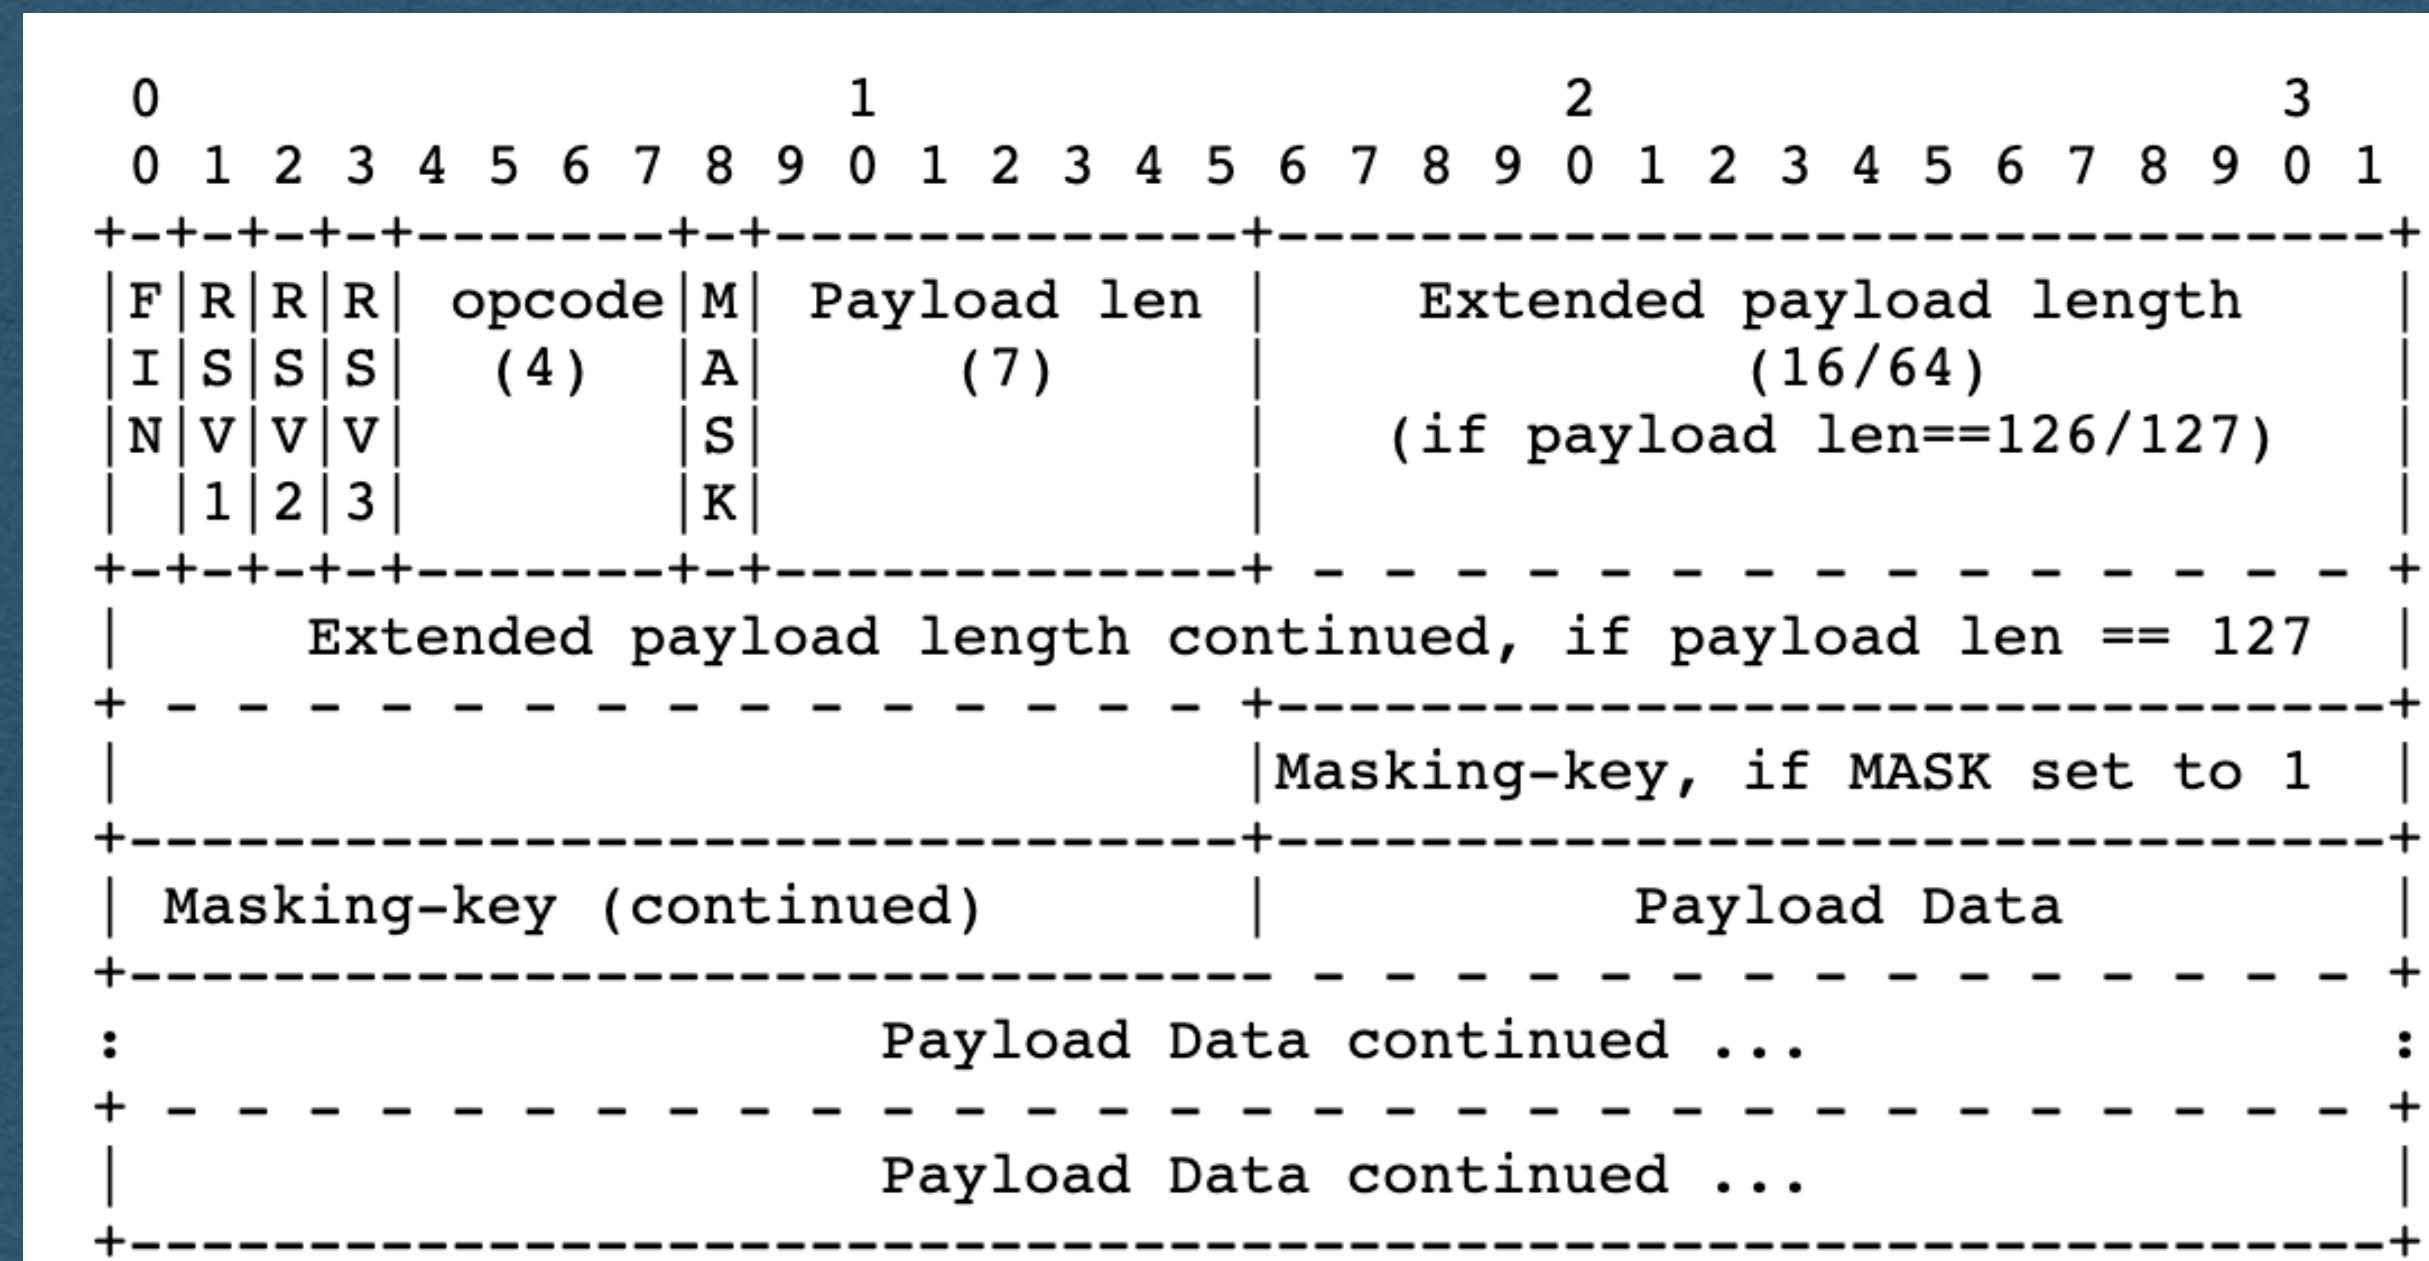 0                   1                   2                   3
 0 1 2 3 4 5 6 7 8 9 0 1 2 3 4 5 6 7 8 9 0 1 2 3 4 5 6 7 8 9 0 1
+-+-+-+-+-------+-+-------------+-------------------------------+
|F|R|R|R| opcode|M| Payload len |    Extended payload length    |
|I|S|S|S|  (4)  |A|     (7)     |             (16/64)           |
|N|V|V|V|       |S|             |   (if payload len==126/127)   |
| |1|2|3|       |K|             |                               |
+-+-+-+-+-------+-+-------------+ - - - - - - - - - - - - - - - +
|     Extended payload length continued, if payload len == 127  |
+ - - - - - - - - - - - - - - - +-------------------------------+
|                               |Masking-key, if MASK set to 1  |
+-------------------------------+-------------------------------+
| Masking-key (continued)       |          Payload Data         |
+-------------------------------- - - - - - - - - - - - - - - - +
:                     Payload Data continued ...                :
+ - - - - - - - - - - - - - - - - - - - - - - - - - - - - - - - +
|                     Payload Data continued ...                |
+---------------------------------------------------------------+